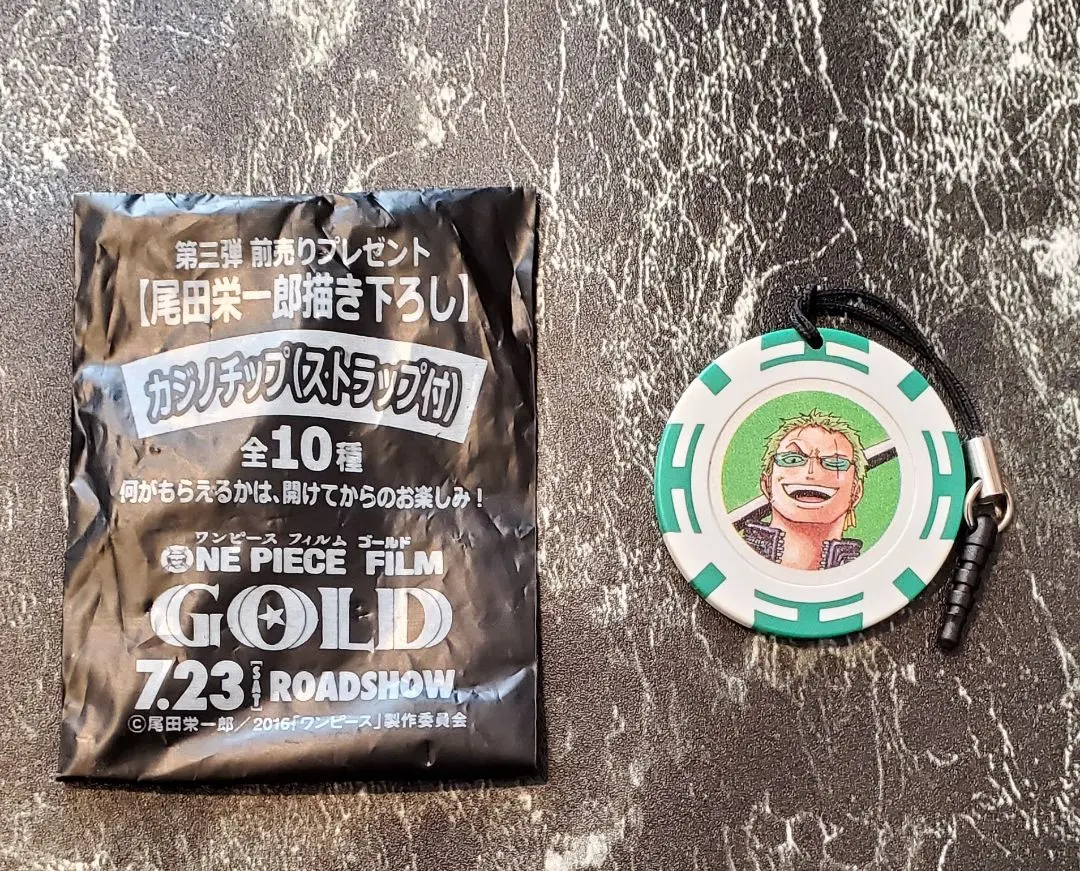 第三弾 前売りプレゼント
【尾田栄一郎描き下ろし】
カジノチップ(ストラップ付)
全10種
何がもらえるかは、開けてからのお楽しみ!
ワンピース フィルム ゴールド
ONE PIECE FILM
GOLD
7.23[SAT] ROADSHOW
©尾田栄一郎/2016「ワンピース」製作委員会